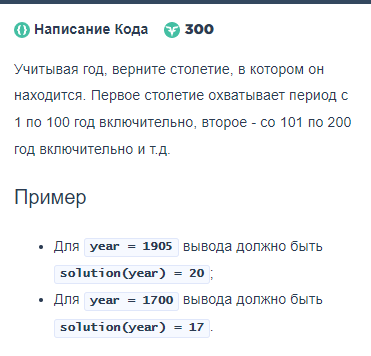 Написание Кода 300
Учитывая год, верните столетие, в котором он
находится. Первое столетие охватывает период с
1 по 100 год включительно, второе - со 101 по 200
год включительно и т.д.
Пример
• Для year = 1905 вывода должно быть
solution(year) = 20;
• Для year = 1700 вывода должно быть
solution(year) = 17.